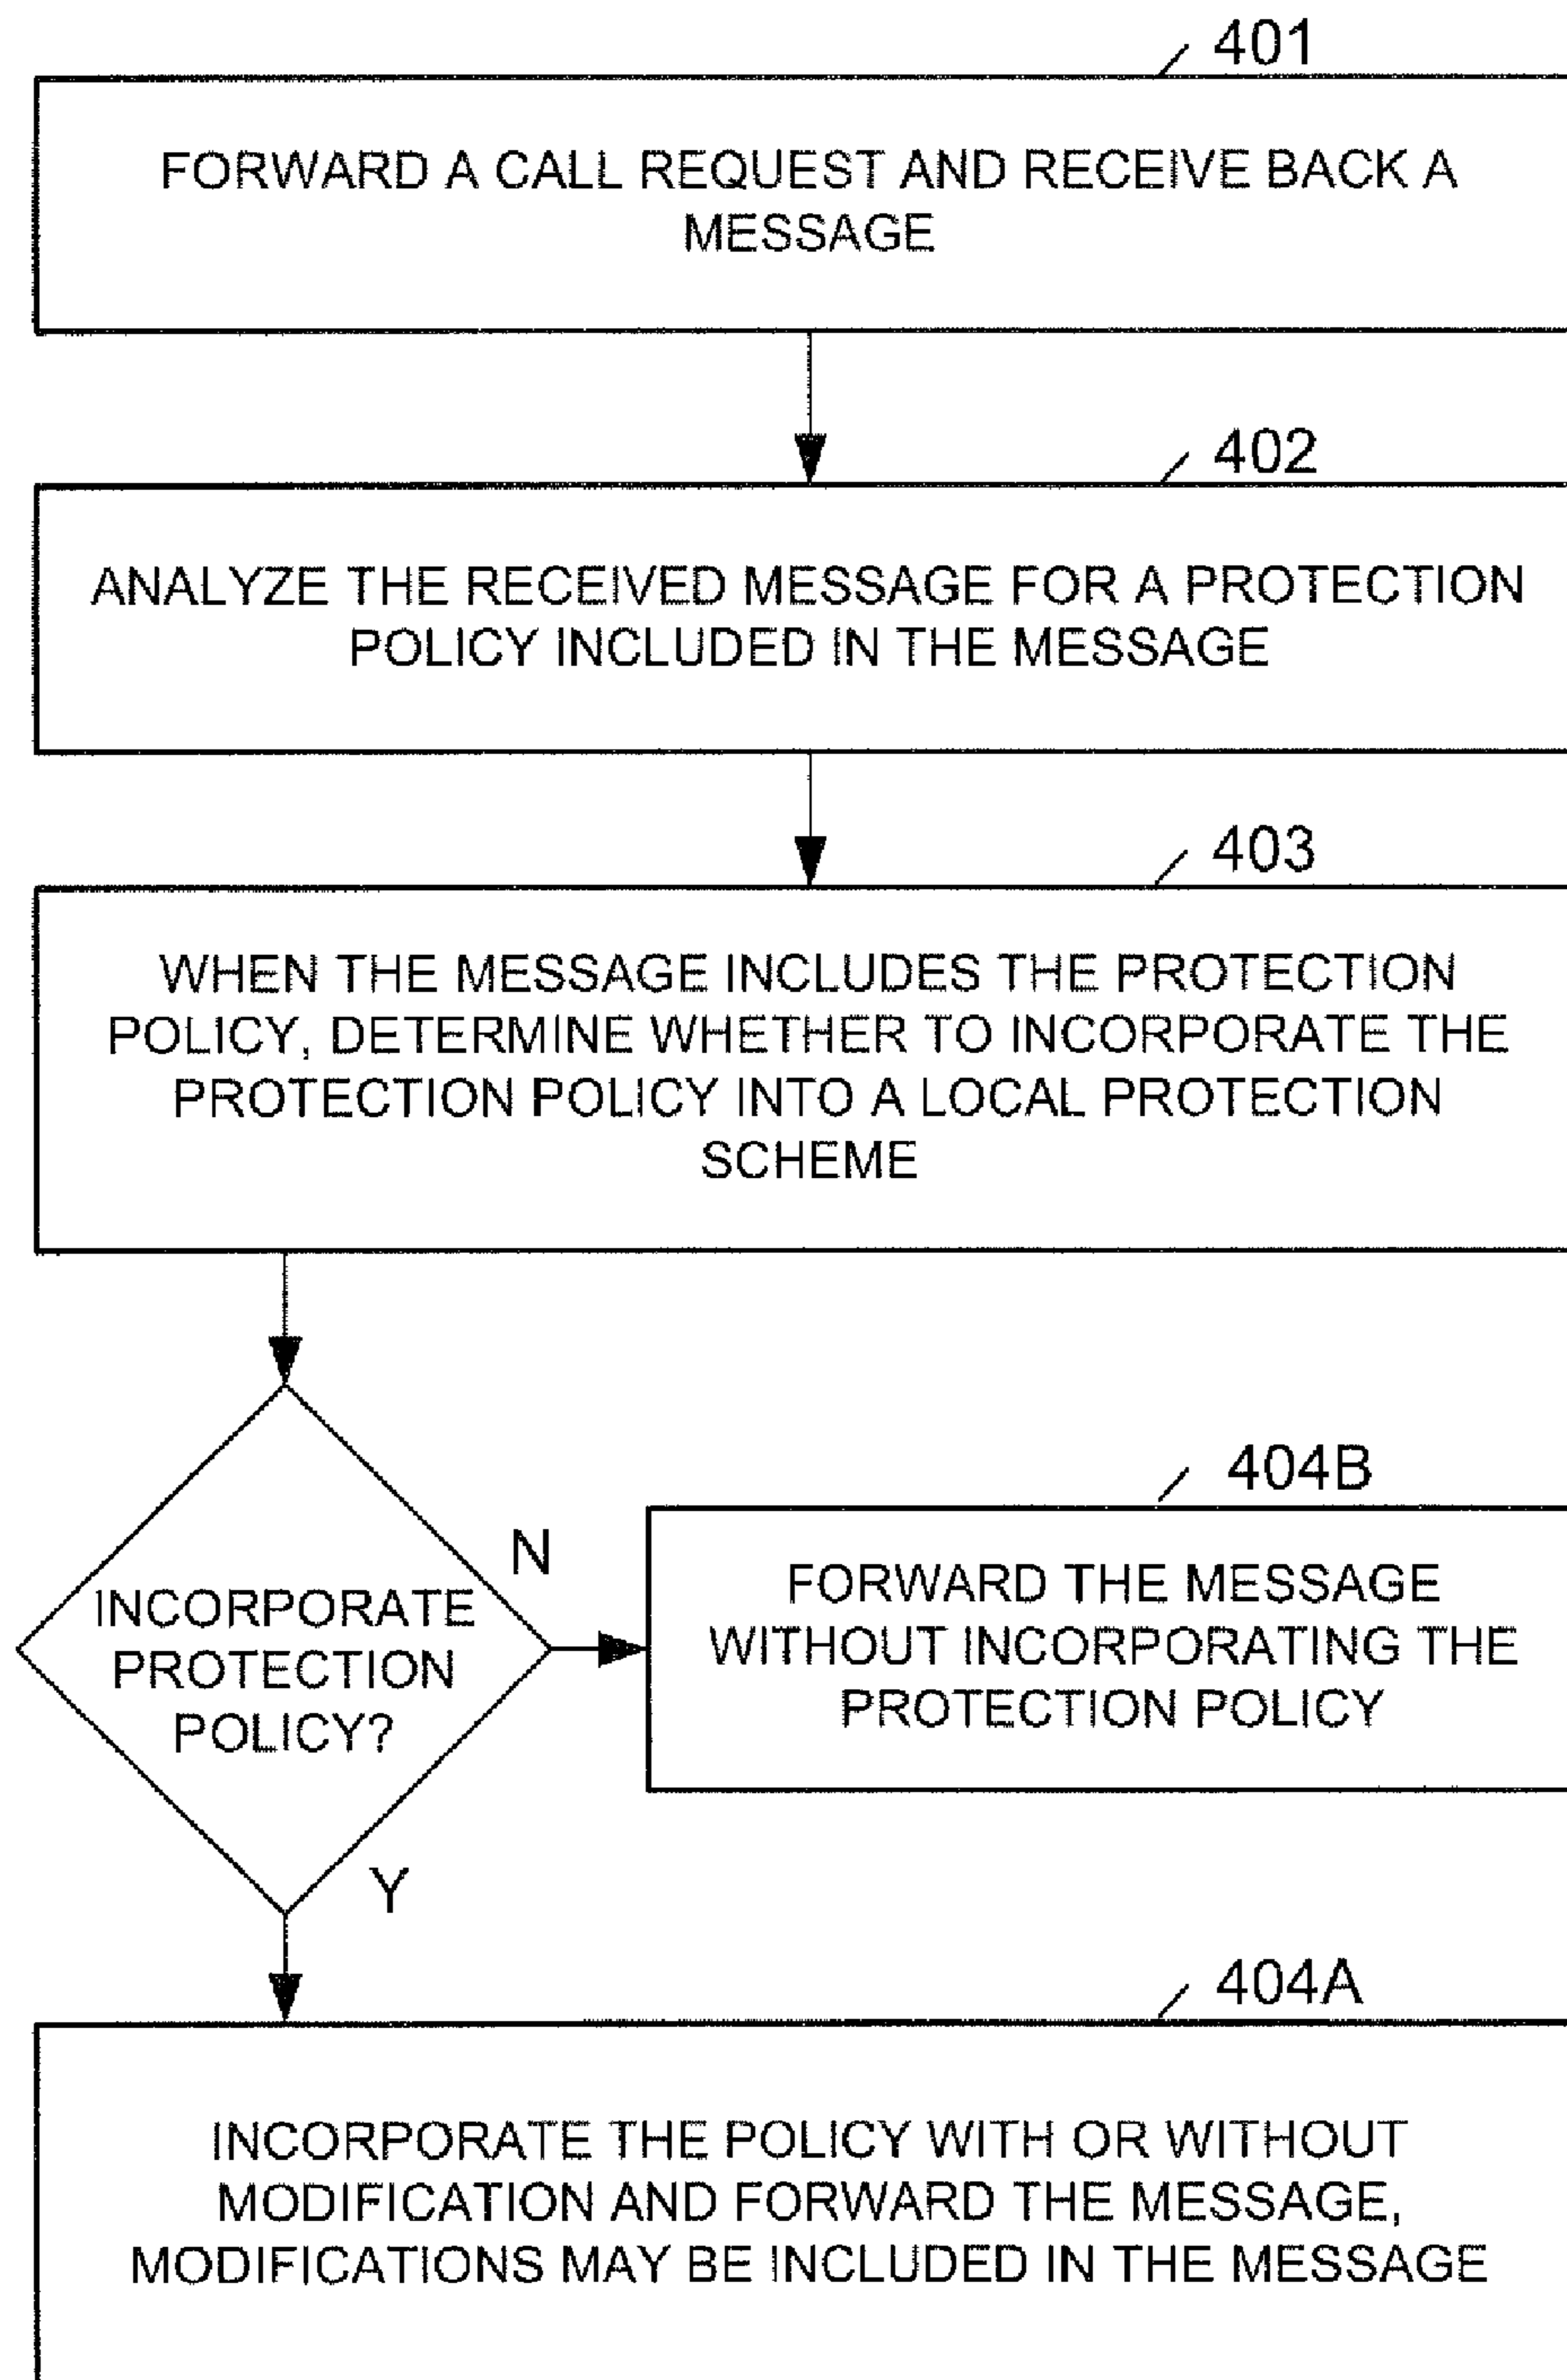 401
FORWARD A CALL REQUEST AND RECEIVE BACK A
MESSAGE
402
ANALYZE THE RECEIVED MESSAGE FOR A PROTECTION
POLICY INCLUDED IN THE MESSAGE
403
WHEN THE MESSAGE INCLUDES THE PROTECTION
POLICY, DETERMINE WHETHER TO INCORPORATE THE
PROTECTION POLICY INTO A LOCAL PROTECTION
SCHEME
INCORPORATE
PROTECTION
POLICY?
N
404B
FORWARD THE MESSAGE
WITHOUT INCORPORATING THE
PROTECTION POLICY
Y
404A
INCORPORATE THE POLICY WITH OR WITHOUT
MODIFICATION AND FORWARD THE MESSAGE,
MODIFICATIONS MAY BE INCLUDED IN THE MESSAGE